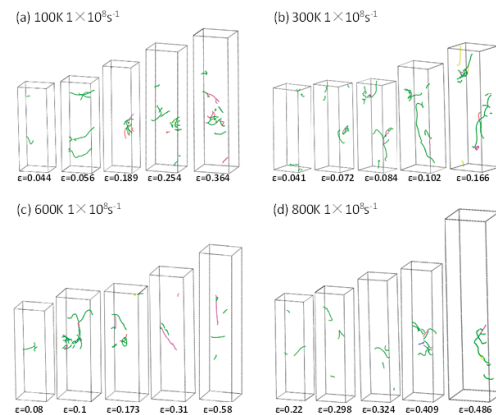 (a) 100K 1×10⁸s⁻¹
ε=0.044 ε=0.056 ε=0.189 ε=0.254 ε=0.364
(b) 300K 1×10⁸s⁻¹
ε=0.041 ε=0.072 ε=0.084 ε=0.102 ε=0.166
(c) 600K 1×10⁸s⁻¹
ε=0.08 ε=0.1 ε=0.173 ε=0.31 ε=0.58
(d) 800K 1×10⁸s⁻¹
ε=0.22 ε=0.298 ε=0.324 ε=0.409 ε=0.486